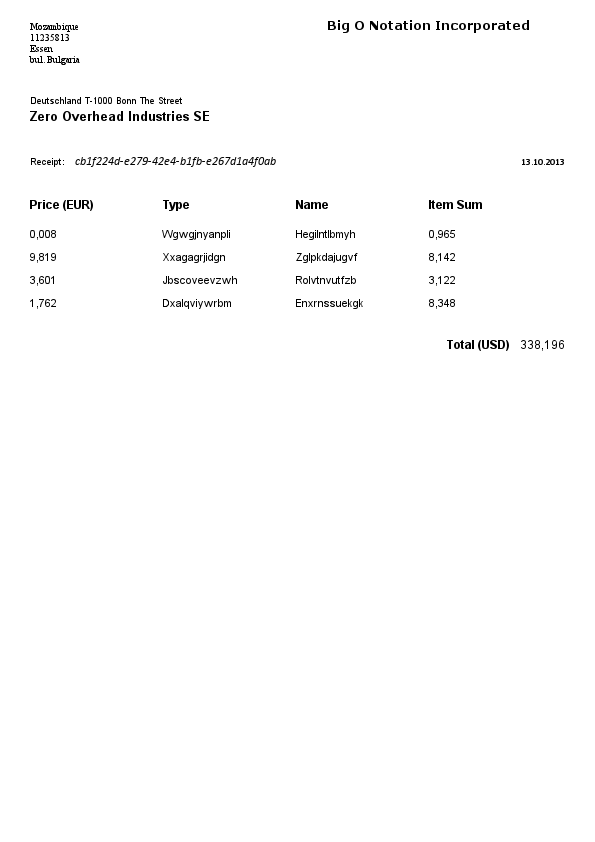 Big O Notation Incorporated
Mozambique
11235813
Essen
bul. Bulgaria
Deutschland T-1000 Bonn The Street
Zero Overhead Industries SE
Receipt: cb1f224d-e279-42e4-b1fb-e267d1a4f0ab 13.10.2013
Price (EUR) Type Name Item Sum
0,008 Wgwgjnyanpli Hegilntlbmyh 0,965
9,819 Xxagagrjidgn Zglpkdajugvf 8,142
3,601 Jbscoveevzwh Rolvtnvutfzb 3,122
1,762 Dxalqviywrbm Enxrnssuekgk 8,348
Total (USD) 338,196